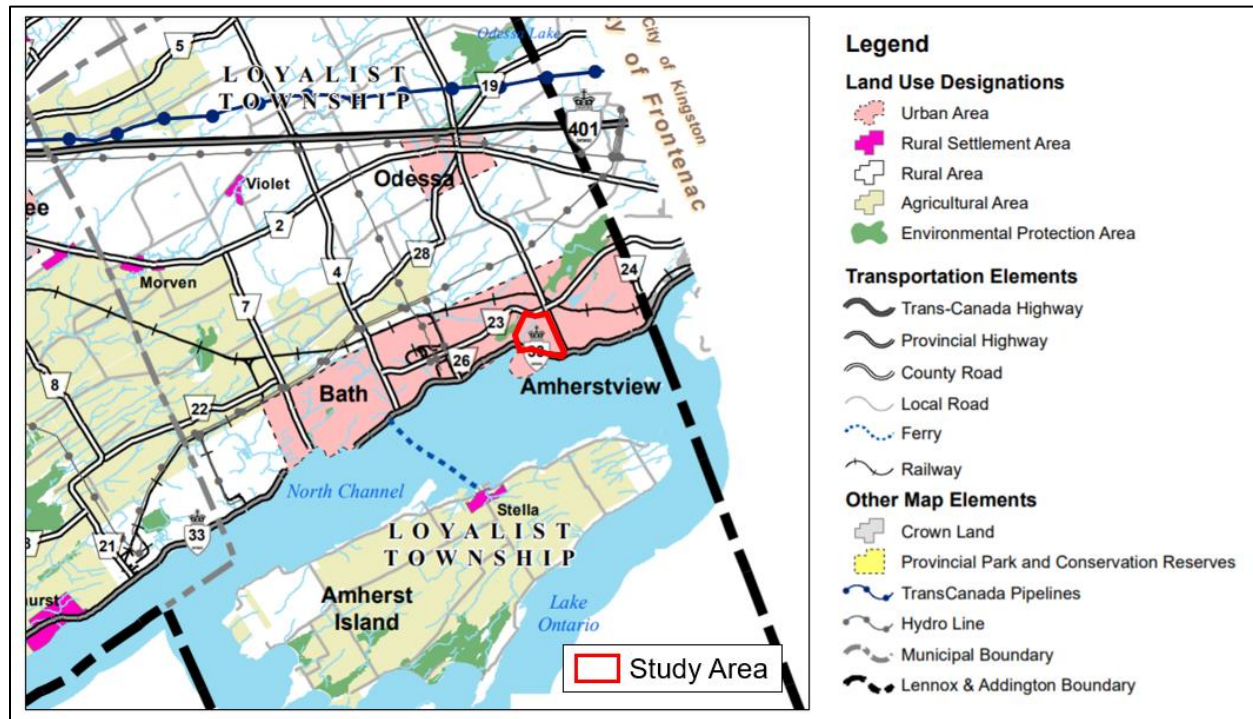 5
Odessa Lake
LOYALIST
TOWNSHIP
19
City of Kingston
y of Frontenac
401
Violet
Odessa
ee
2
Morven
28
4
7
24
23
26
8
22
Bath
Amherstview
North Channel
33
21
Stella
LOYALIST
TOWNSHIP
urst
Amherst
Island
Lake
Ontario
Study Area
Legend
Land Use Designations
Urban Area
Rural Settlement Area
Rural Area
Agricultural Area
Environmental Protection Area
Transportation Elements
Trans-Canada Highway
Provincial Highway
County Road
Local Road
Ferry
Railway
Other Map Elements
Crown Land
Provincial Park and Conservation Reserves
TransCanada Pipelines
Hydro Line
Municipal Boundary
Lennox & Addington Boundary